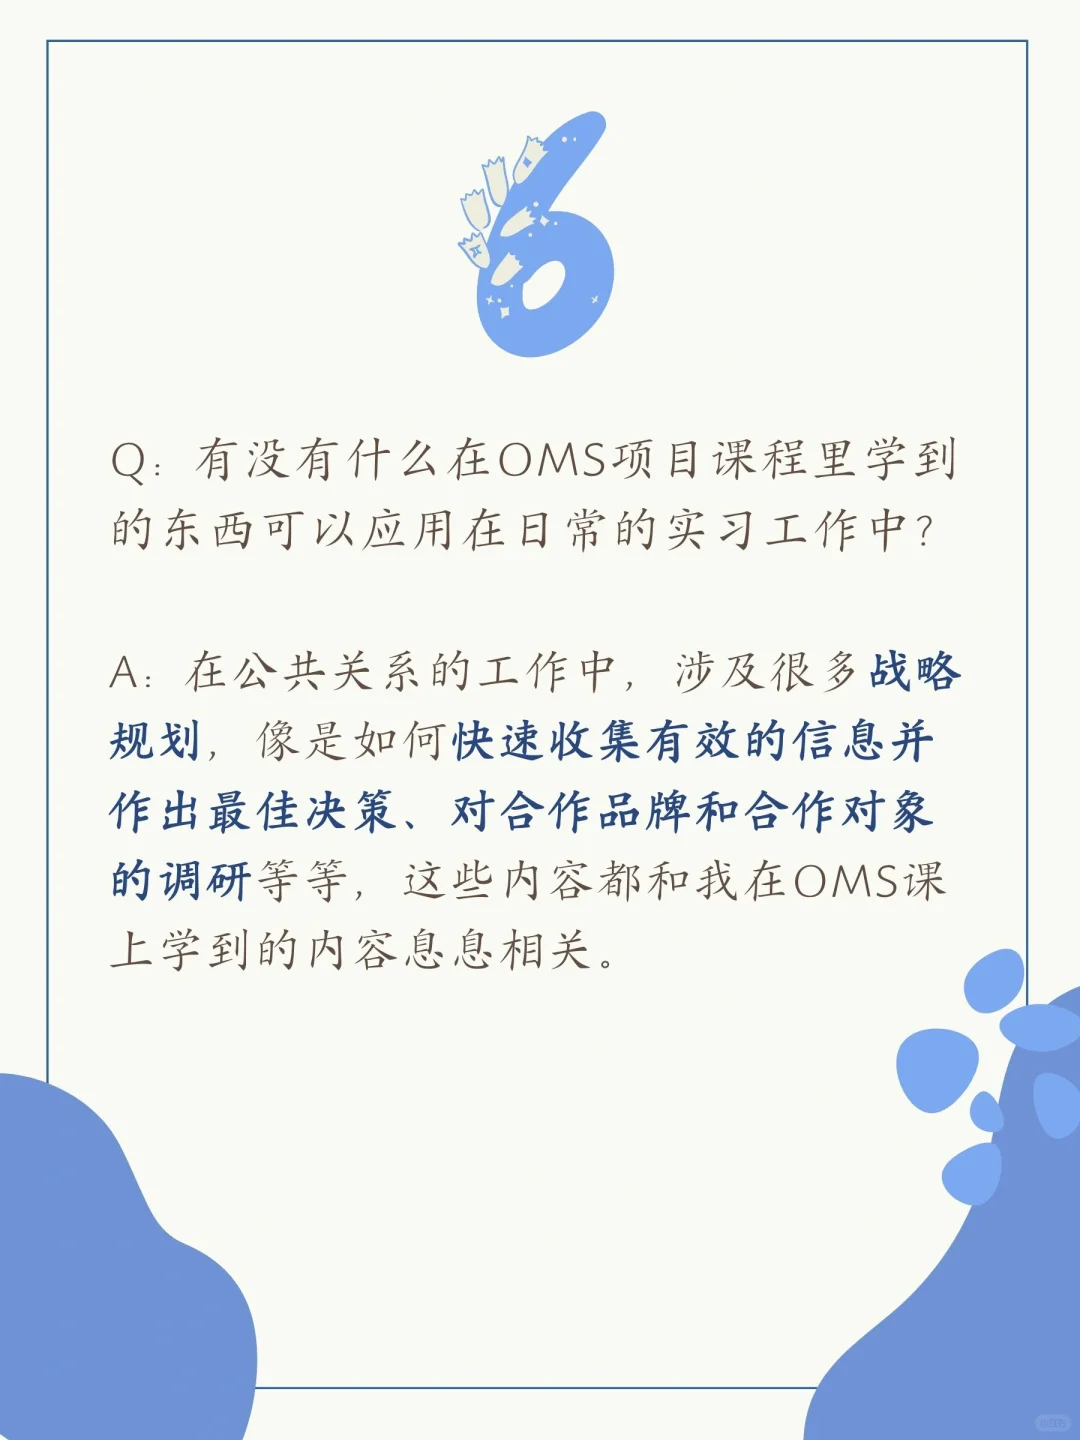 6
Q：有没有什么在OMS项目课程里学到
的东西可以应用在日常的实习工作中？
A：在公共关系的工作中，涉及很多战略
规划，像是如何快速收集有效的信息并
作出最佳决策、对合作品牌和合作对象
的调研等等，这些内容都和我在OMS课
上学到的内容息息相关。
小红书